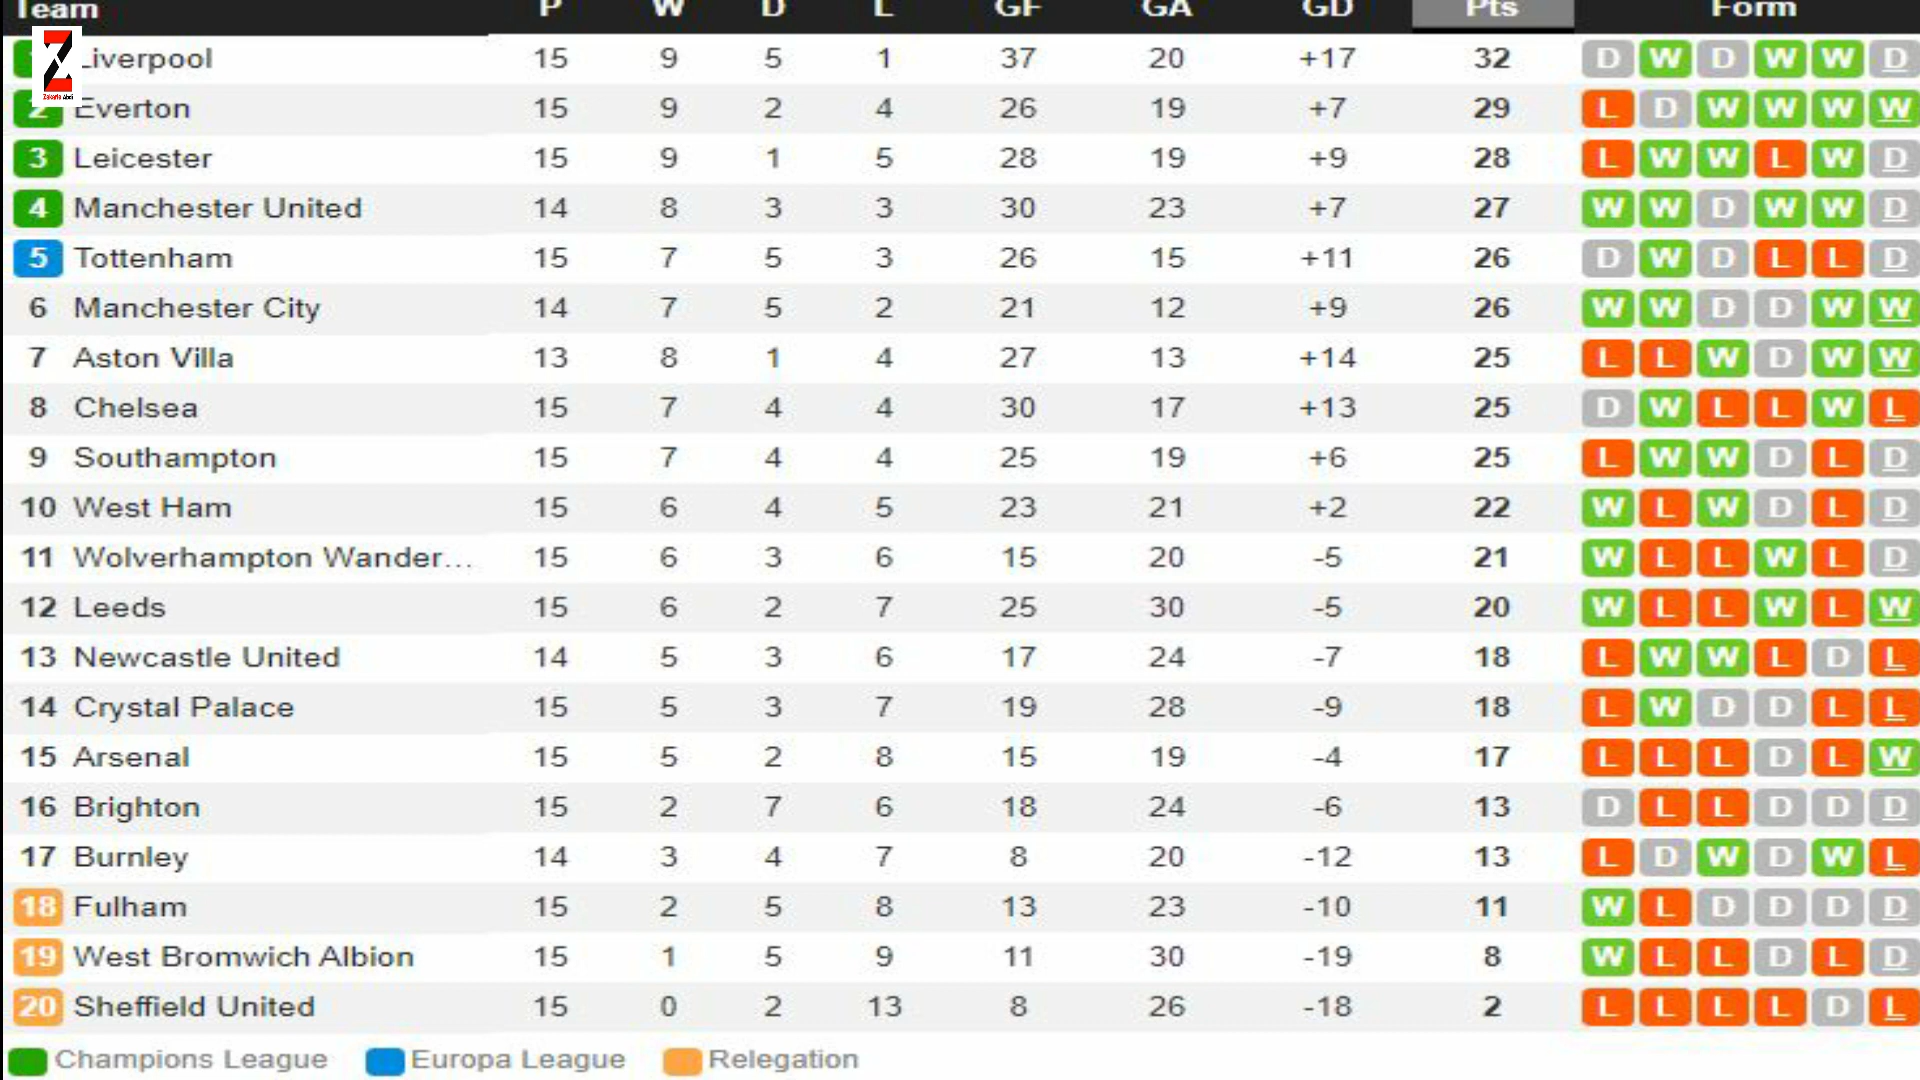 Team P W D L GF GA GD Pts Form
1 Liverpool 15 9 5 1 37 20 +17 32 D W D W W D
2 Everton 15 9 2 4 26 19 +7 29 L D W W W W
3 Leicester 15 9 1 5 28 19 +9 28 L W W L W D
4 Manchester United 14 8 3 3 30 23 +7 27 W W D W W D
5 Tottenham 15 7 5 3 26 15 +11 26 D W D L L D
6 Manchester City 14 7 5 2 21 12 +9 26 W W D D W W
7 Aston Villa 13 8 1 4 27 13 +14 25 L L W D W W
8 Chelsea 15 7 4 4 30 17 +13 25 D W L L W L
9 Southampton 15 7 4 4 25 19 +6 25 L W W D L D
10 West Ham 15 6 4 5 23 21 +2 22 W L W D L D
11 Wolverhampton Wander... 15 6 3 6 15 20 -5 21 W L L W L D
12 Leeds 15 6 2 7 25 30 -5 20 W L L W L W
13 Newcastle United 14 5 3 6 17 24 -7 18 L W W L D L
14 Crystal Palace 15 5 3 7 19 28 -9 18 L W D D L L
15 Arsenal 15 5 2 8 15 19 -4 17 L L L D L W
16 Brighton 15 2 7 6 18 24 -6 13 D L L D D D
17 Burnley 14 3 4 7 8 20 -12 13 L D W D W L
18 Fulham 15 2 5 8 13 23 -10 11 W L D D D D
19 West Bromwich Albion 15 1 5 9 11 30 -19 8 W L L D L D
20 Sheffield United 15 0 2 13 8 26 -18 2 L L L L D L
Champions League Europa League Relegation